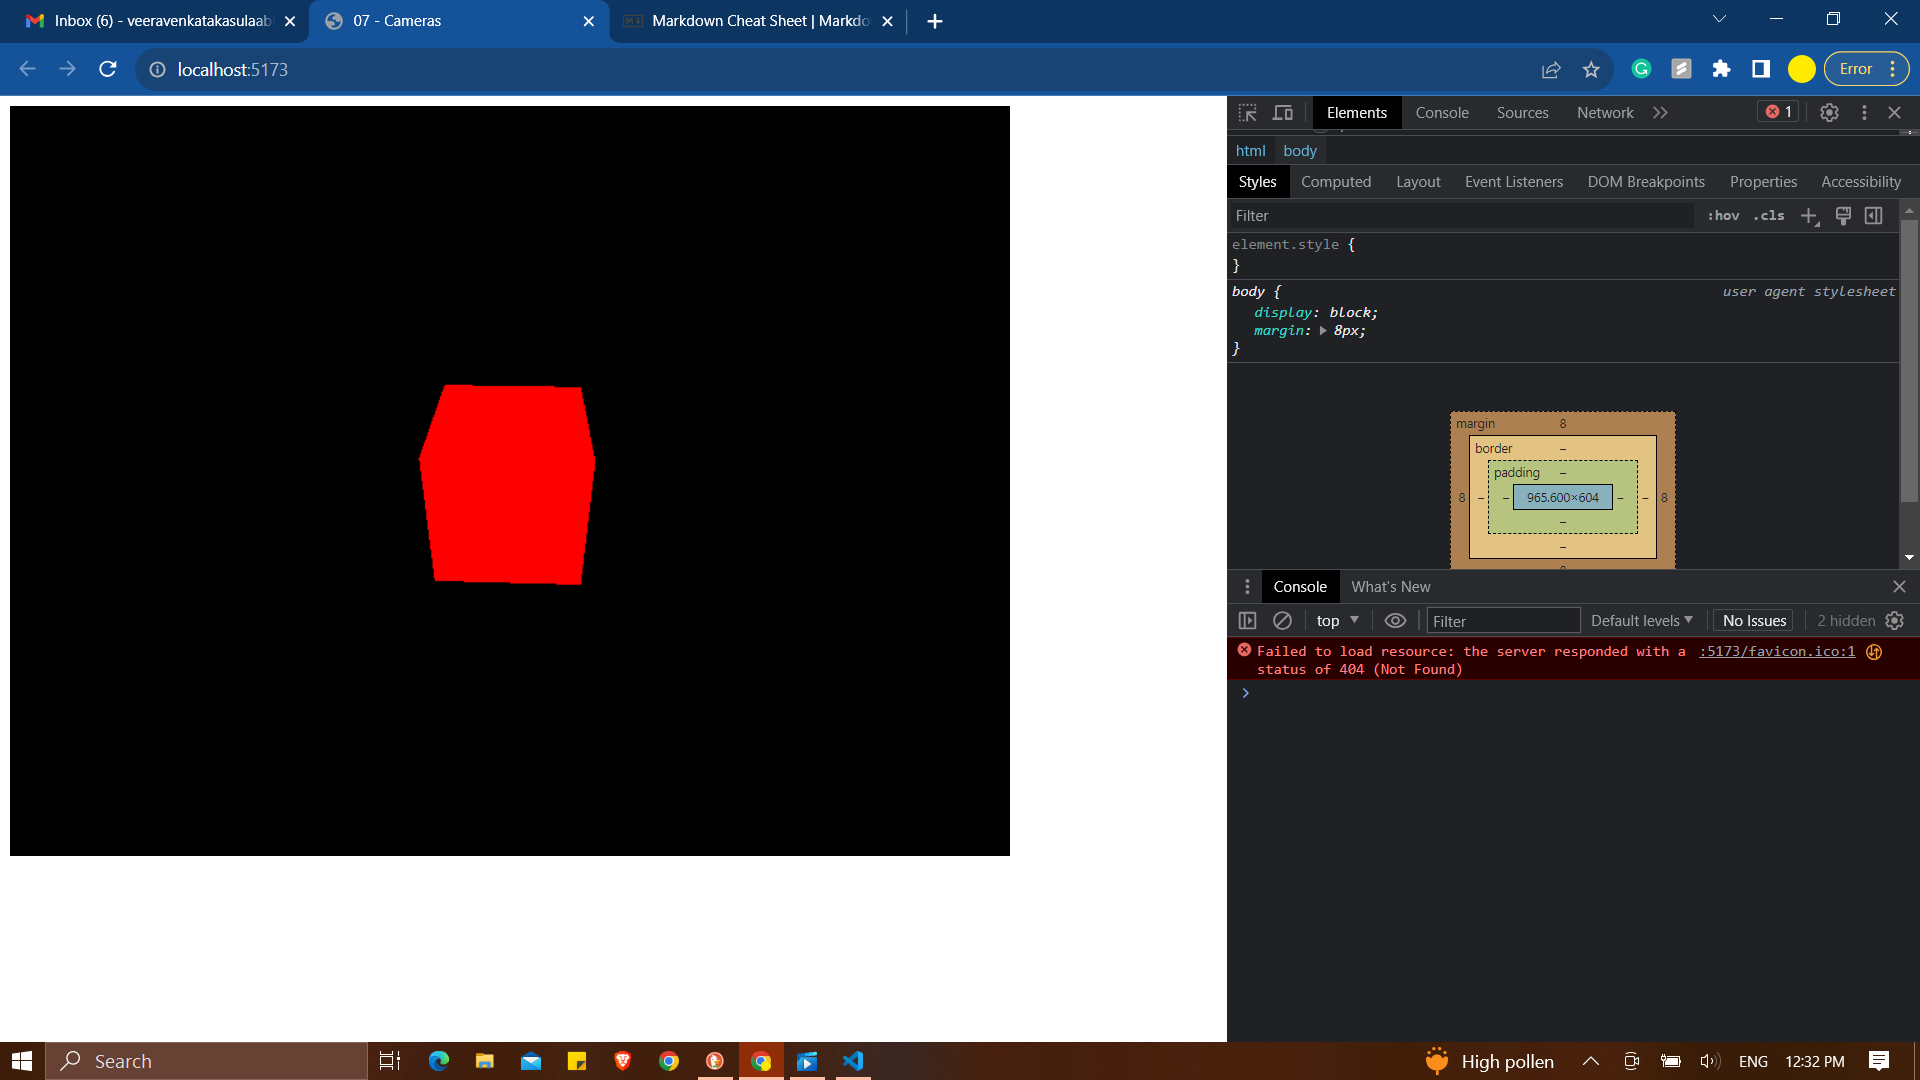 Inbox (6) - veeravenkatakasulaab
07 - Cameras
Markdown Cheat Sheet | Markdo
localhost:5173
Error
Elements
Console
Sources
Network
1
html
body
Styles
Computed
Layout
Event Listeners
DOM Breakpoints
Properties
Accessibility
Filter
:hov
.cls
element.style {
}
body {
user agent stylesheet
display: block;
margin: 8px;
}
margin
8
border
–
padding
–
8
–
–
965.600×604
–
–
8
–
–
Console
What's New
top
Filter
Default levels
No Issues
2 hidden
Failed to load resource: the server responded with a
:5173/favicon.ico:1
status of 404 (Not Found)
Search
High pollen
ENG
12:32 PM